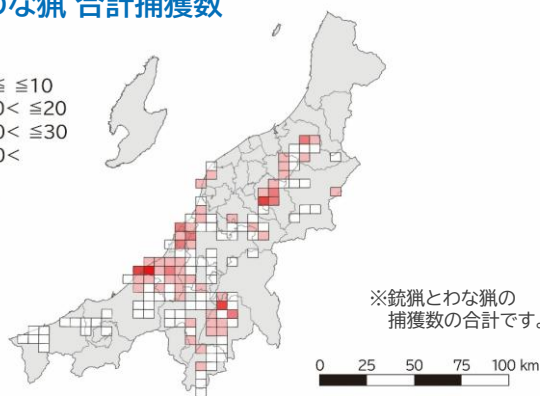 わな猟 合計捕獲数
≦ ≦10
0< ≦20
0< ≦30
0<
※銃猟とわな猟の
捕獲数の合計です。
0 25 50 75 100 km